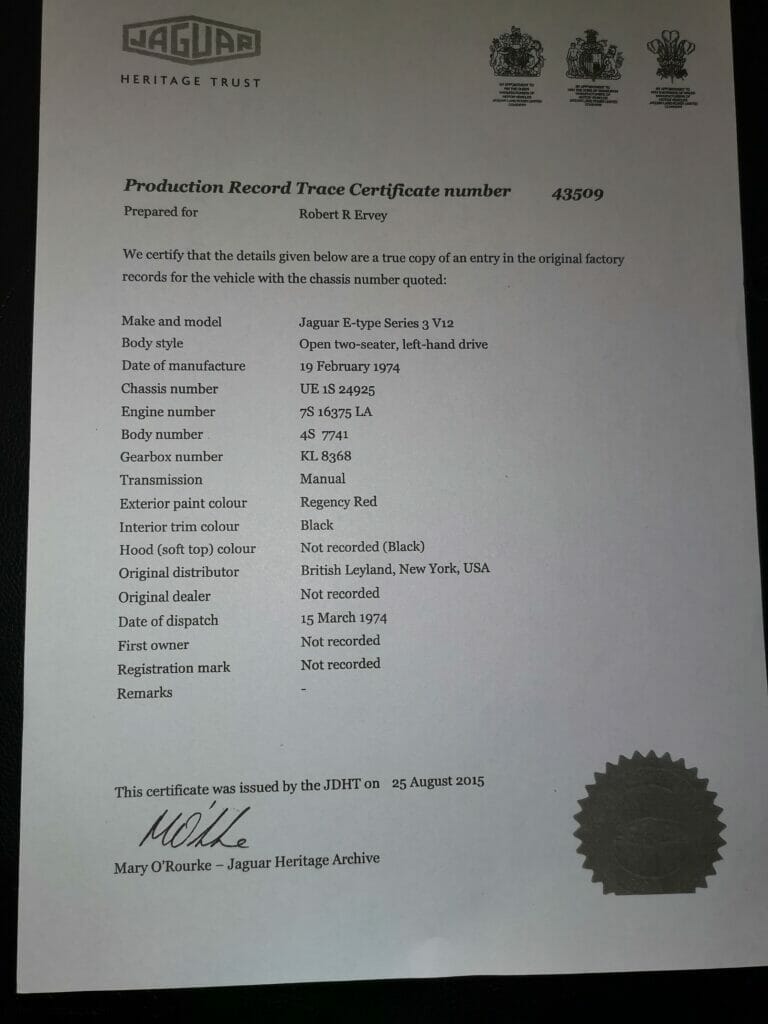 JAGUAR
HERITAGE TRUST
Production Record Trace Certificate number 43509
Prepared for Robert R Ervey
We certify that the details given below are a true copy of an entry in the original factory
records for the vehicle with the chassis number quoted:
Make and model Jaguar E-type Series 3 V12
Body style Open two-seater, left-hand drive
Date of manufacture 19 February 1974
Chassis number UE 1S 24925
Engine number 7S 16375 LA
Body number 4S 7741
Gearbox number KL 8368
Transmission Manual
Exterior paint colour Regency Red
Interior trim colour Black
Hood (soft top) colour Not recorded (Black)
Original distributor British Leyland, New York, USA
Original dealer Not recorded
Date of dispatch 15 March 1974
First owner Not recorded
Registration mark Not recorded
Remarks -
This certificate was issued by the JDHT on 25 August 2015
Mary O'Rourke – Jaguar Heritage Archive